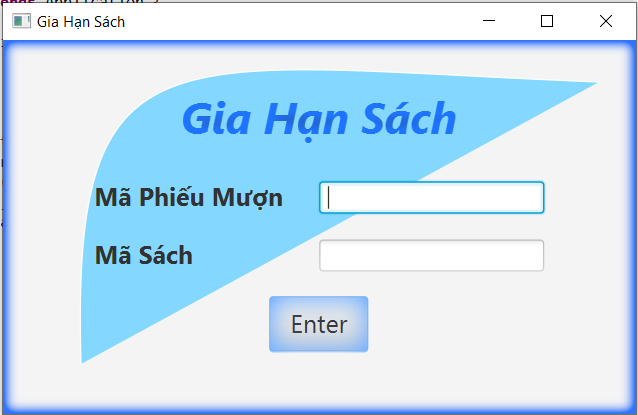 Gia Hạn Sách
Gia Hạn Sách
Mã Phiếu Mượn
Mã Sách
Enter